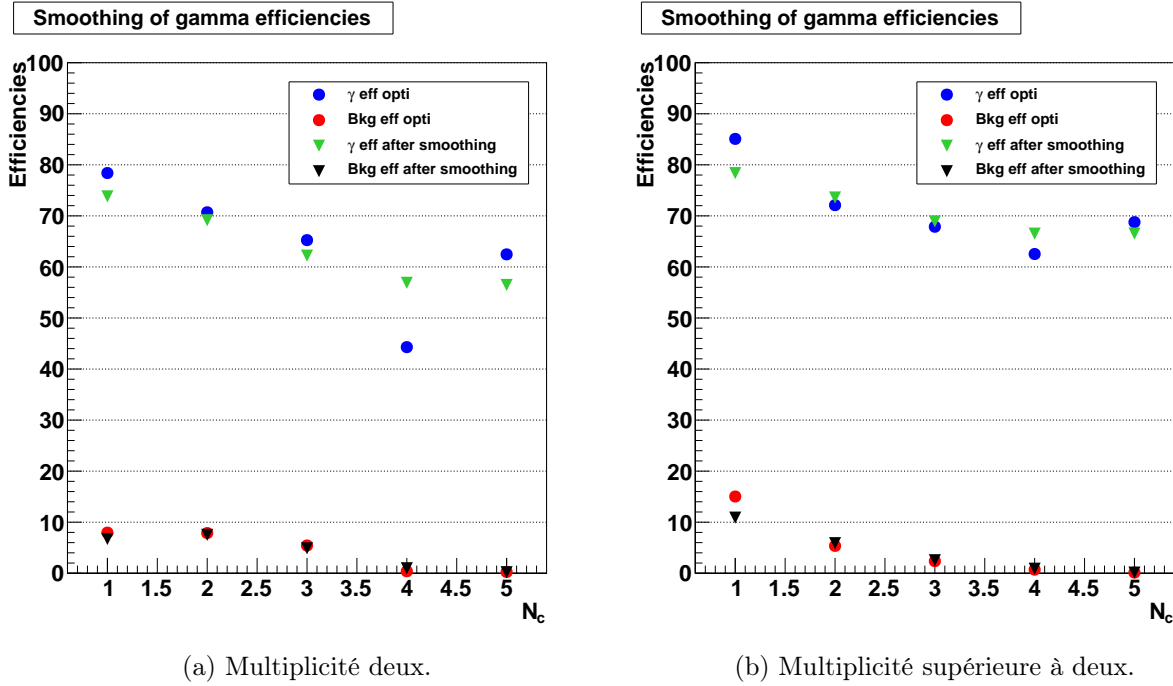 Smoothing of gamma efficiencies
Efficiencies
100
90
80
70
60
50
40
30
20
10
0
γ eff opti
Bkg eff opti
γ eff after smoothing
Bkg eff after smoothing
1 1.5 2 2.5 3 3.5 4 4.5 5
N_c
(a) Multiplicité deux.
Smoothing of gamma efficiencies
Efficiencies
100
90
80
70
60
50
40
30
20
10
0
γ eff opti
Bkg eff opti
γ eff after smoothing
Bkg eff after smoothing
1 1.5 2 2.5 3 3.5 4 4.5 5
N_c
(b) Multiplicité supérieure à deux.